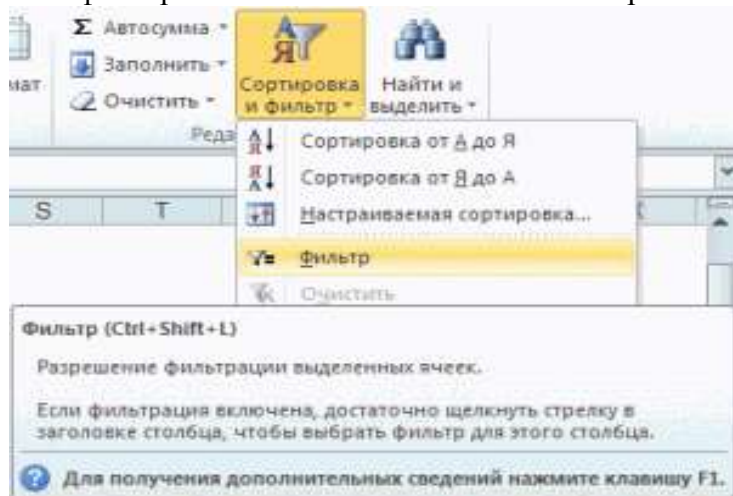 Σ Автосумма
Заполнить
Очистить
мат
Сортировка
и фильтр
Найти и
выделить
Реда
Сортировка от А до Я
Сортировка от Я до А
Настраиваемая сортировка...
Фильтр
Очистить
S T
Фильтр (Ctrl+Shift+L)
Разрешение фильтрации выделенных ячеек.
Если фильтрация включена, достаточно щелкнуть стрелку в
заголовке столбца, чтобы выбрать фильтр для этого столбца.
Для получения дополнительных сведений нажмите клавишу F1.